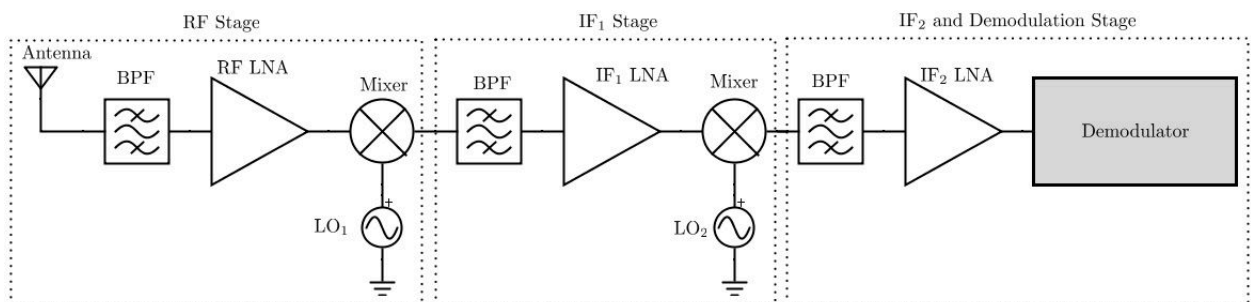 RF Stage
IF₁ Stage
IF₂ and Demodulation Stage
Antenna
BPF
RF LNA
Mixer
LO₁
BPF
IF₁ LNA
Mixer
LO₂
BPF
IF₂ LNA
Demodulator